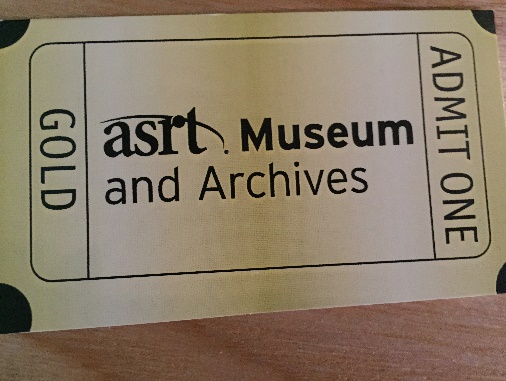 GOLD
asrt. Museum
and Archives
ADMIT ONE